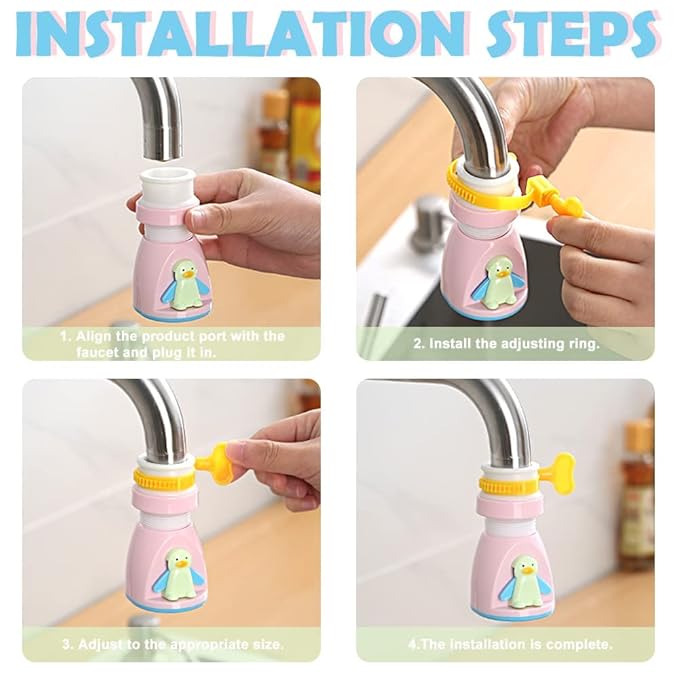 INSTALLATION STEPS
1. Align the product port with the
faucet and plug it in.
2. Install the adjusting ring.
3. Adjust to the appropriate size.
4.The installation is complete.